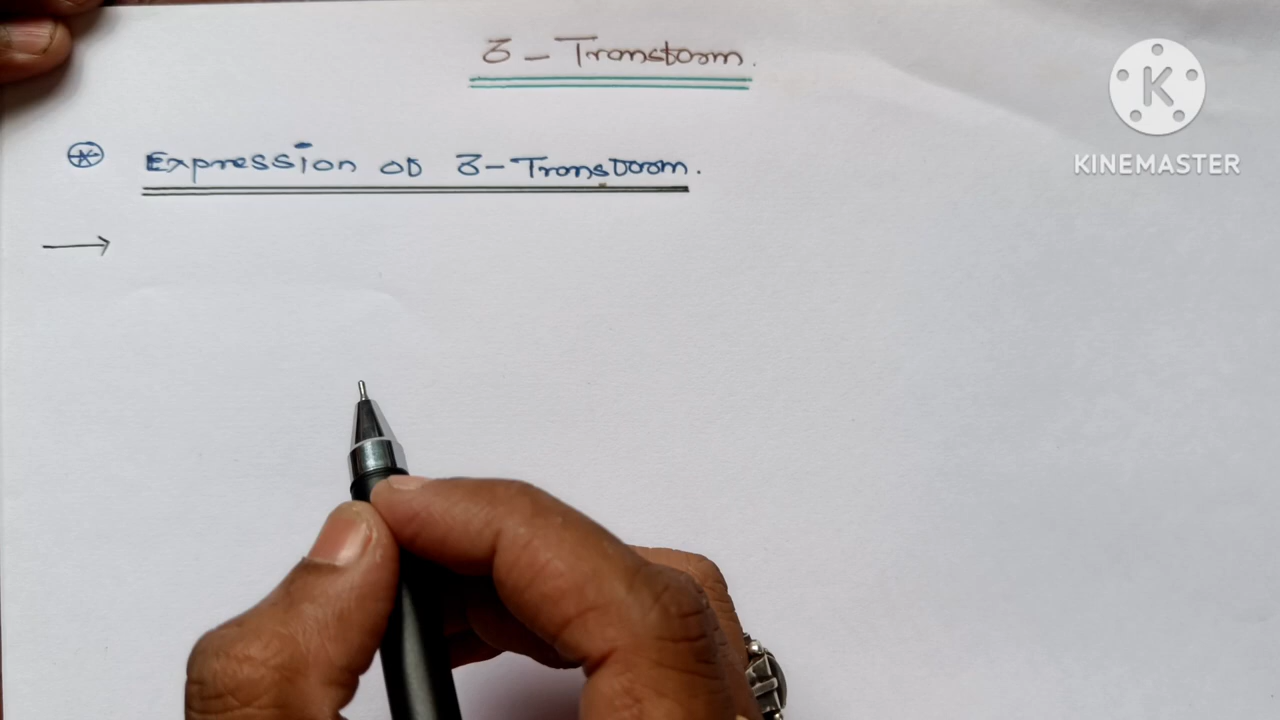 Z - Transform.
Expression of Z-Transform.
K
KINEMASTER